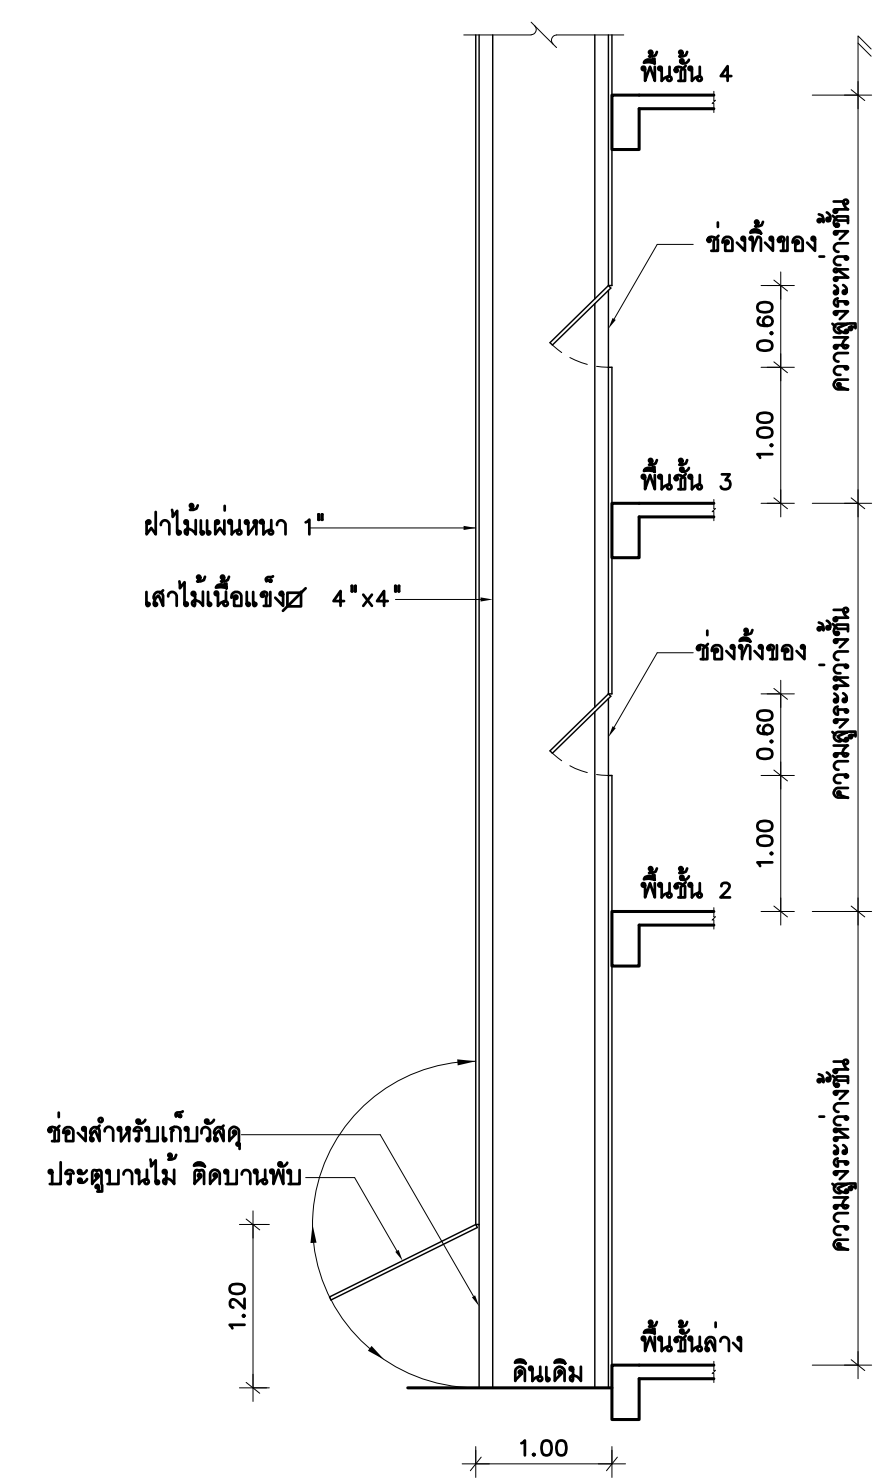 พื้นชั้น 4
ช่องทิ้งของ
ความสูงระหว่างชั้น
0.60
1.00
พื้นชั้น 3
ฝาไม้แผ่นหนา 1"
เสาไม้เนื้อแข็ง 4"x4"
ช่องทิ้งของ
ความสูงระหว่างชั้น
0.60
1.00
พื้นชั้น 2
ความสูงระหว่างชั้น
ช่องสำหรับเก็บวัสดุ
ประตูบานไม้ ติดบานพับ
1.20
พื้นชั้นล่าง
ดินเดิม
1.00